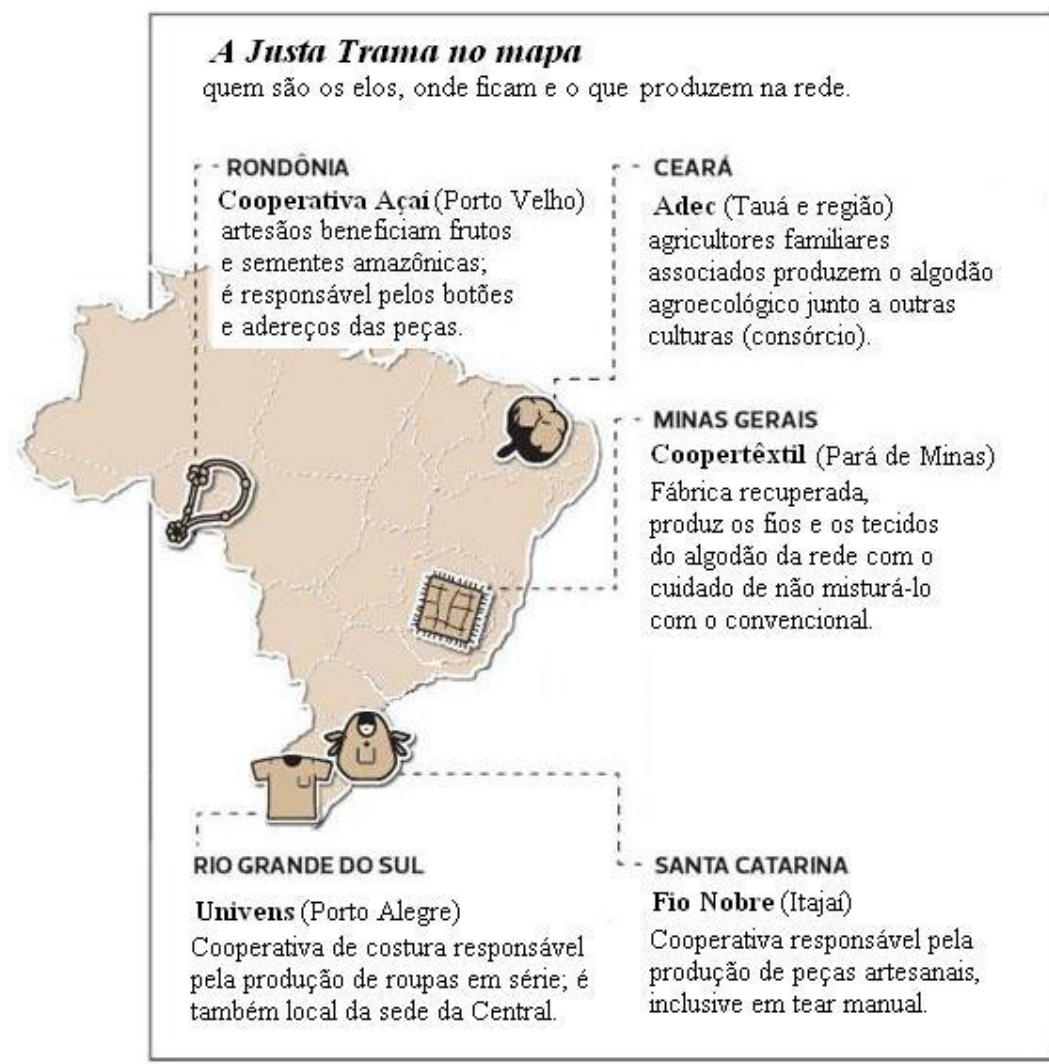 A Justa Trama no mapa
quem são os elos, onde ficam e o que produzem na rede.
RONDÔNIA
Cooperativa Açaí (Porto Velho)
artesãos beneficiam frutos
e sementes amazônicas;
é responsável pelos botões
e adereços das peças.
CEARÁ
Adec (Tauá e região)
agricultores familiares
associados produzem o algodão
agroecológico junto a outras
culturas (consórcio).
MINAS GERAIS
Coopertêxtil (Pará de Minas)
Fábrica recuperada,
produz os fios e os tecidos
do algodão da rede com o
cuidado de não misturá-lo
com o convencional.
RIO GRANDE DO SUL
Univens (Porto Alegre)
Cooperativa de costura responsável
pela produção de roupas em série; é
também local da sede da Central.
SANTA CATARINA
Fio Nobre (Itajaí)
Cooperativa responsável pela
produção de peças artesanais,
inclusive em tear manual.